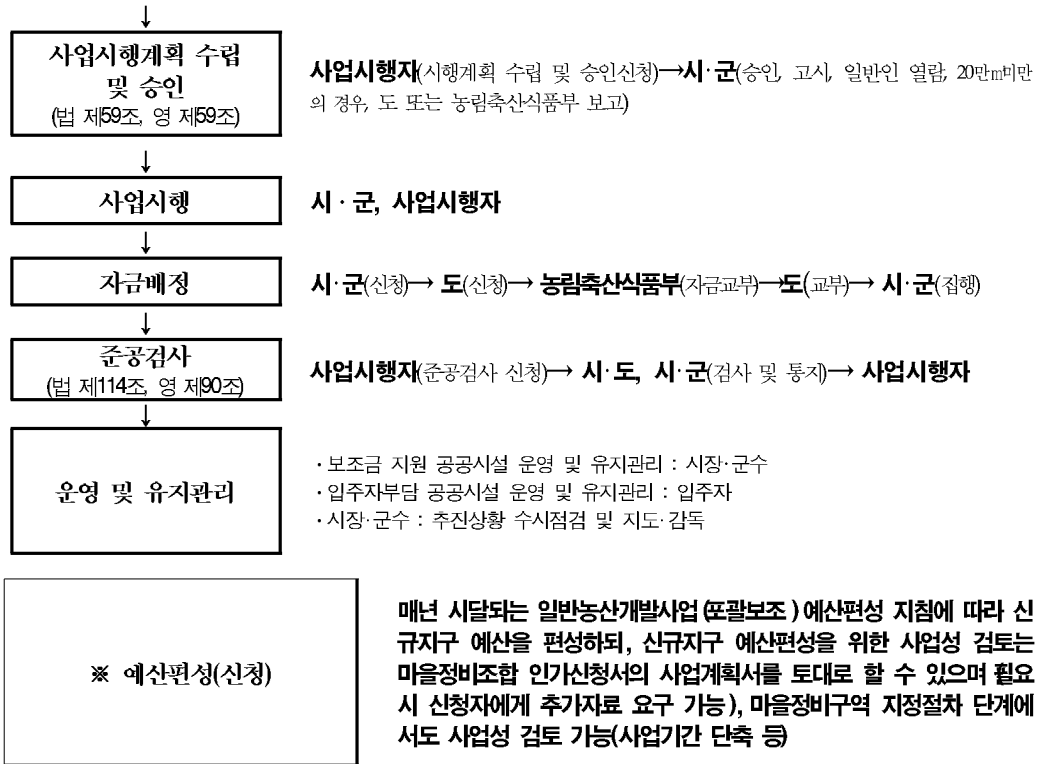 ↓
사업시행계획 수립
및 승인
(법 제59조, 영 제59조)
사업시행자(시행계획 수립 및 승인신청)→시·군(승인, 고시, 일반인 열람, 20만㎡미만
의 경우, 도 또는 농림축산식품부 보고)
↓
사업시행
시·군, 사업시행자
↓
자금배정
시·군(신청)→ 도(신청)→ 농림축산식품부(자금교부)→도(교부)→ 시·군(집행)
↓
준공검사
(법 제114조, 영 제90조)
사업시행자(준공검사 신청)→ 시·도, 시·군(검사 및 통지)→ 사업시행자
↓
운영 및 유지관리
·보조금 지원 공공시설 운영 및 유지관리 : 시장·군수
·입주자부담 공공시설 운영 및 유지관리 : 입주자
·시장·군수 : 추진상황 수시점검 및 지도·감독
※ 예산편성(신청)
매년 시달되는 일반농산개발사업(포괄보조) 예산편성 지침에 따라 신
규지구 예산을 편성하되, 신규지구 예산편성을 위한 사업성 검토는
마을정비조합 인가신청서의 사업계획서를 토대로 할 수 있으며 필요
시 신청자에게 추가자료 요구 가능), 마을정비구역 지정절차 단계에
서도 사업성 검토 가능(사업기간 단축 등)